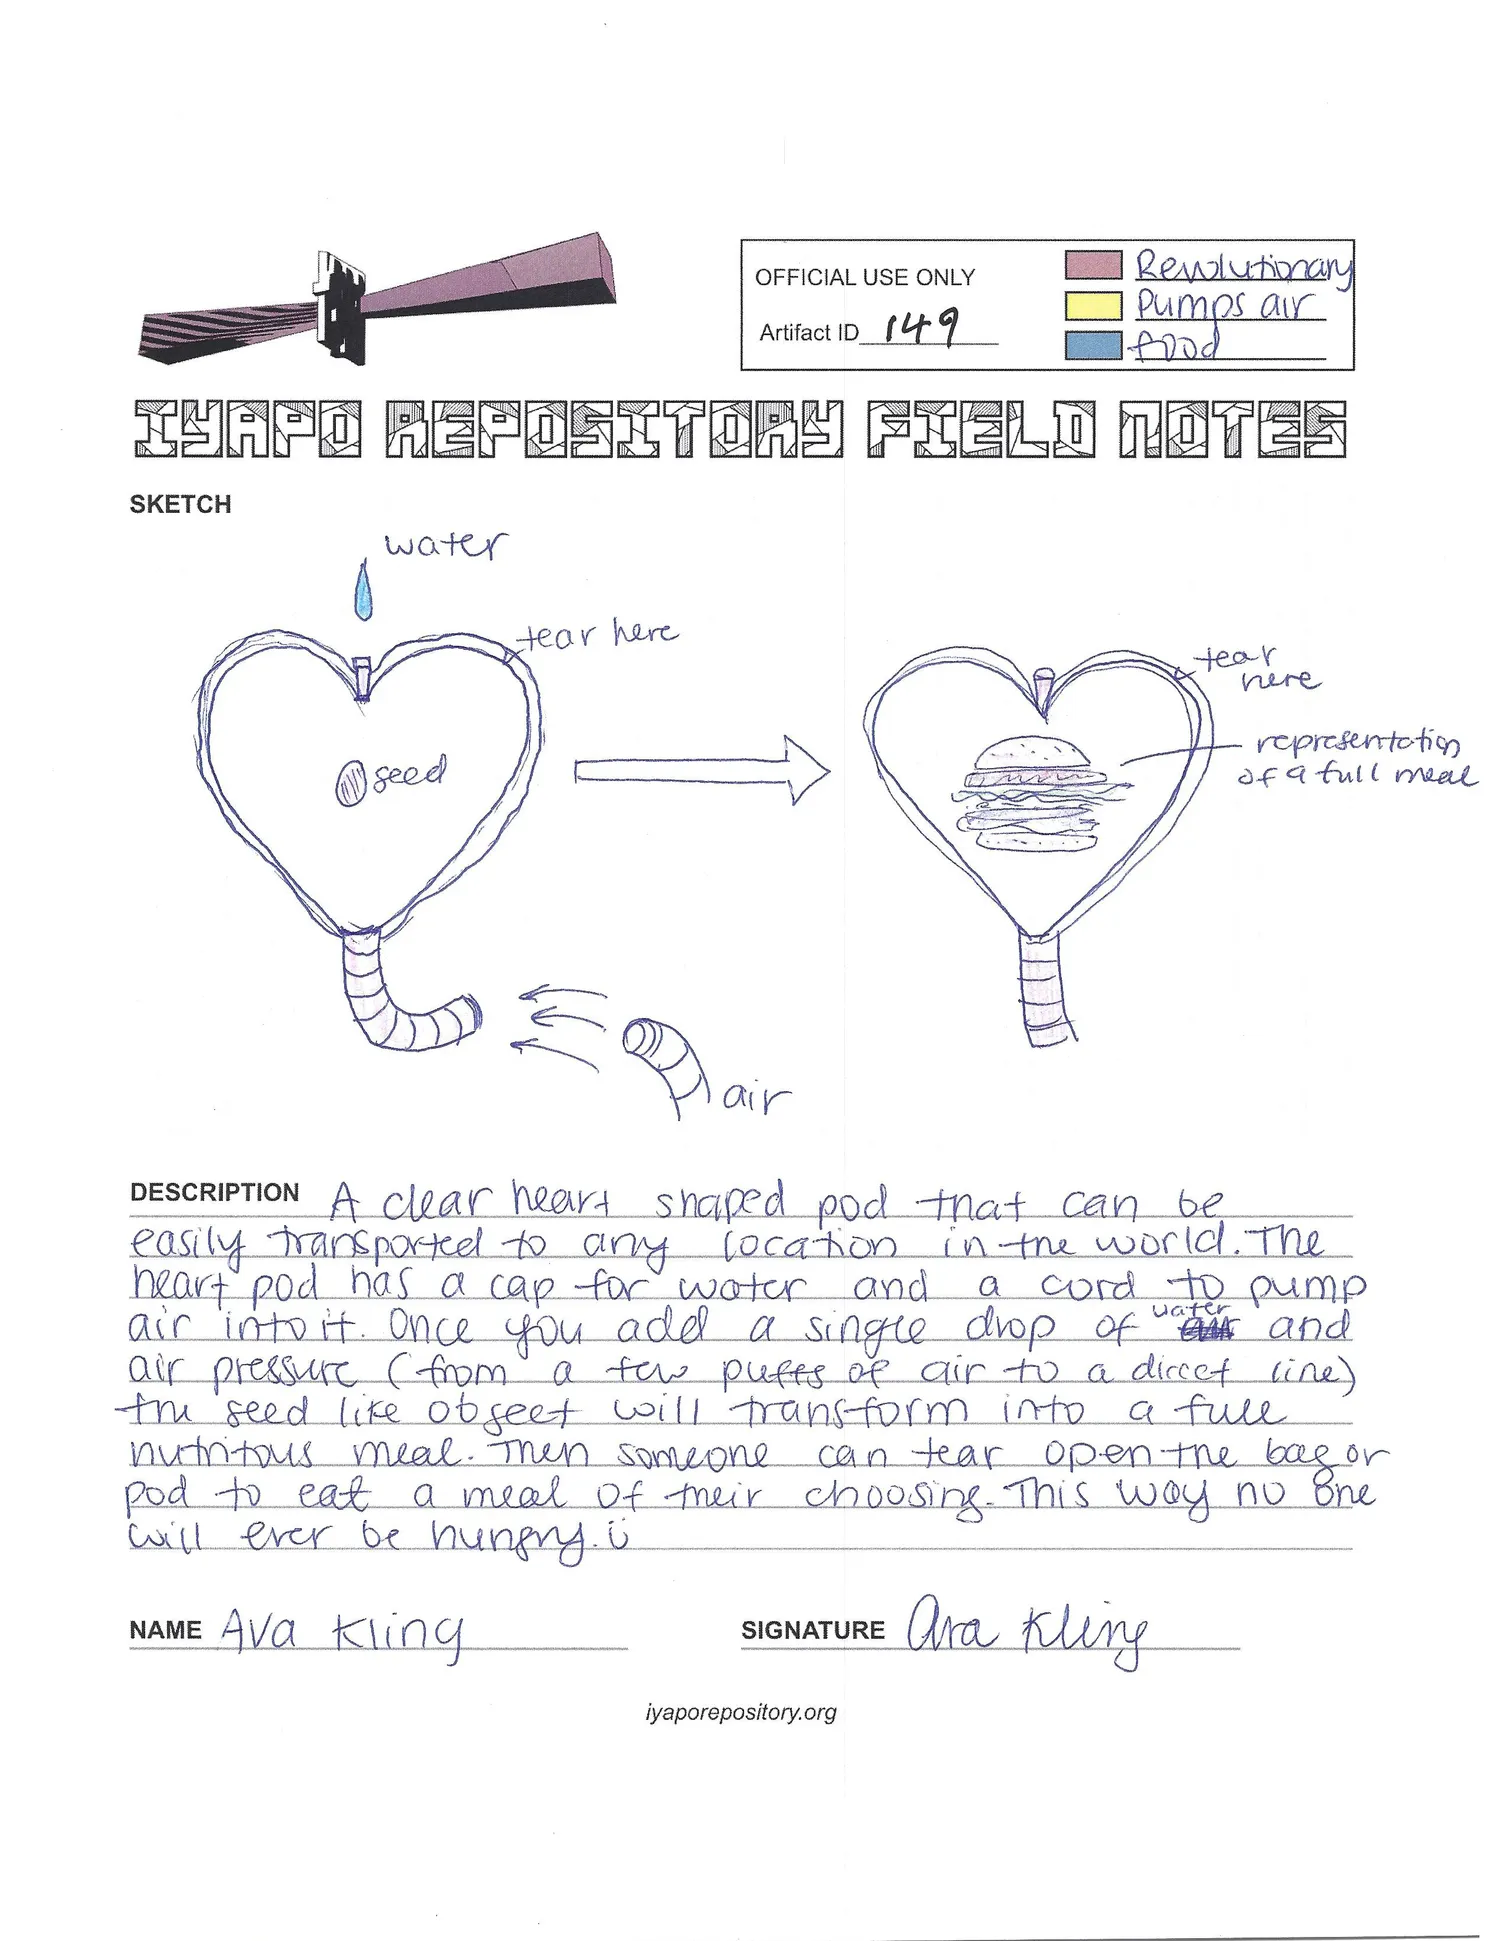 OFFICIAL USE ONLY
Artifact ID 149
Revolutionary
Pumps air
food
IYAPO REPOSITORY FIELD NOTES
SKETCH
water
tear here
seed
air
tear
here
representation
of a full meal
DESCRIPTION A clear heart shaped pod that can be
easily transported to any location in the world. The
heart pod has a cap for water and a cord to pump
air into it. Once you add a single drop of water and
air pressure (from a few puffs of air to a direct line)
the seed like object will transform into a full
nutritous meal. Then someone can tear open the bag or
pod to eat a meal of their choosing. This way no one
will ever be hungry. ü
NAME Ava Kling
SIGNATURE Ava Kling
iyaporepository.org